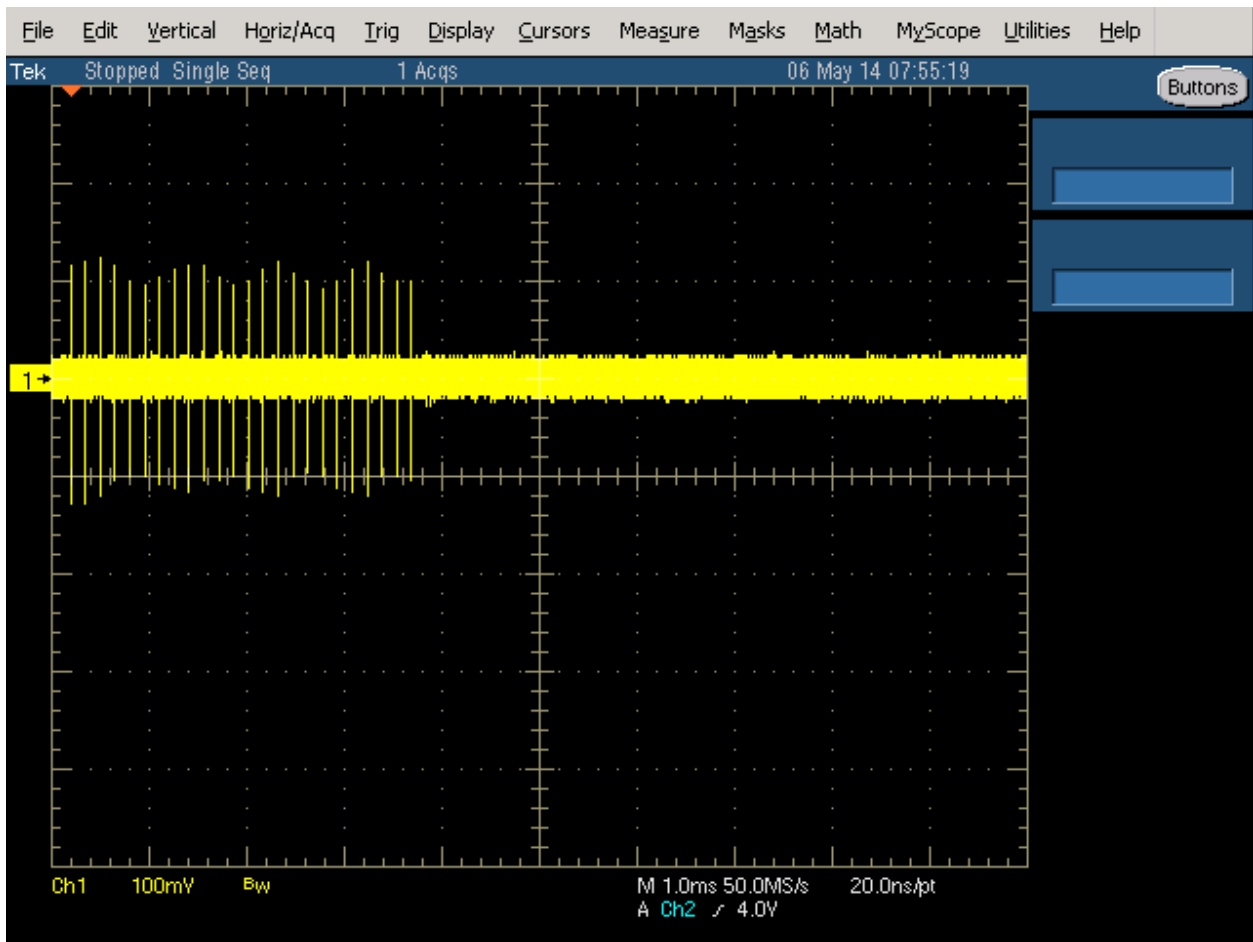 File Edit Vertical Horiz/Acq Trig Display Cursors Measure Masks Math MyScope Utilities Help
Tek Stopped Single Seq 1 Acqs 06 May 14 07:55:19
Buttons
1
Ch1 100mV Bw M 1.0ms 50.0MS/s 20.0ns/pt
A Ch2 / 4.0V